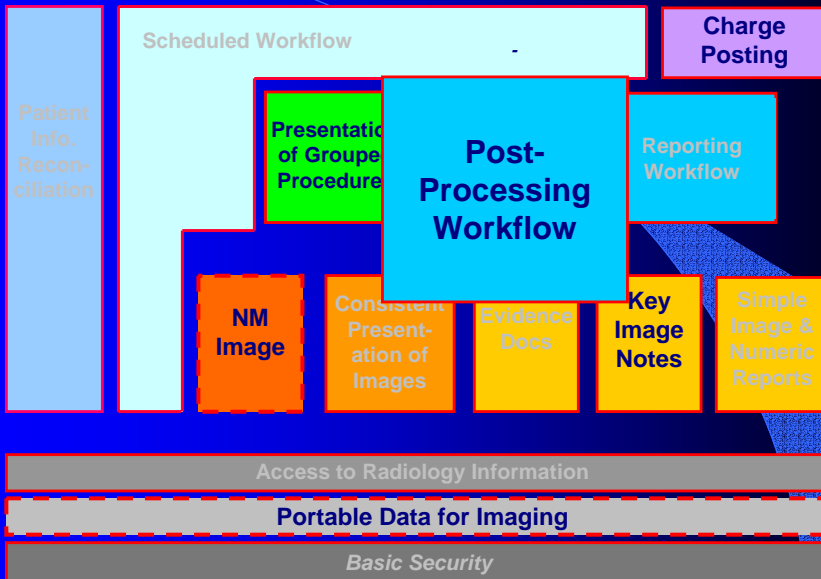 Scheduled Workflow
-
Charge
Posting
Patient
Info.
Recon-
ciliation
Presentatio
of Groupe
Procedure
Post-
Processing
Workflow
Reporting
Workflow
NM
Image
Consistent
Present-
ation of
Images
Evidence
Docs
Key
Image
Notes
Simple
Image &
Numeric
Reports
Access to Radiology Information
Portable Data for Imaging
Basic Security